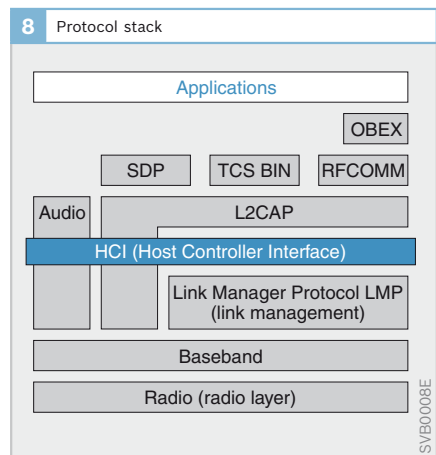 8 Protocol stack
Applications
OBEX
SDP TCS BIN RFCOMM
Audio L2CAP
HCI (Host Controller Interface)
Link Manager Protocol LMP
(link management)
Baseband
Radio (radio layer)
SVB0008E